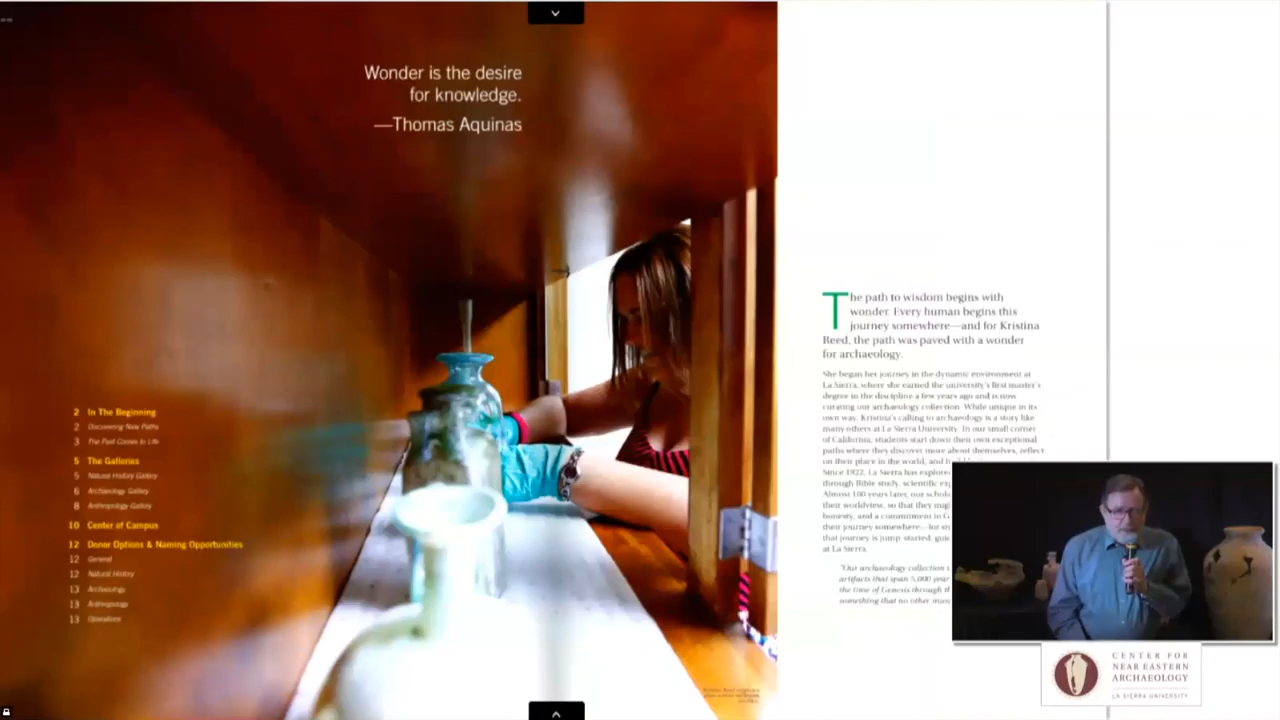 Wonder is the desire
for knowledge.
—Thomas Aquinas
2 In The Beginning
2 Discovering New Paths
3 The Past Comes to Life
5 The Galleries
5 Natural History Gallery
6 Archaeology Gallery
8 Anthropology Gallery
10 Center of Campus
12 Donor Options & Naming Opportunities
12 General
12 Natural History
13 Archaeology
13 Anthropology
13 Operations
The path to wisdom begins with
wonder. Every human begins this
journey somewhere—and for Kristina
Reed, the path was paved with a wonder
for archaeology.
She began her journey in the dynamic environment at
La Sierra, where she earned the university's first master's
degree in the discipline a few years ago and is now
curating our archaeology collection. While unique in its
own way, Kristina's calling to archaeology is a story like
many others at La Sierra University. In our small corner
of California, students start down their own exceptional
paths where they discover more about themselves, reflect
on their place in the world, and
Since 1922, La Sierra has explore
through Bible study, scientific ex
Almost 100 years later, our schol
their worldview, so that they mig
honesty, and a commitment to G
their journey somewhere—for
that journey is jump started, gui
at La Sierra.
"Our archaeology collection
artifacts that span 5,000 year
the time of Genesis through
something that no other
CENTER FOR
NEAR EASTERN
ARCHAEOLOGY
LA SIERRA UNIVERSITY